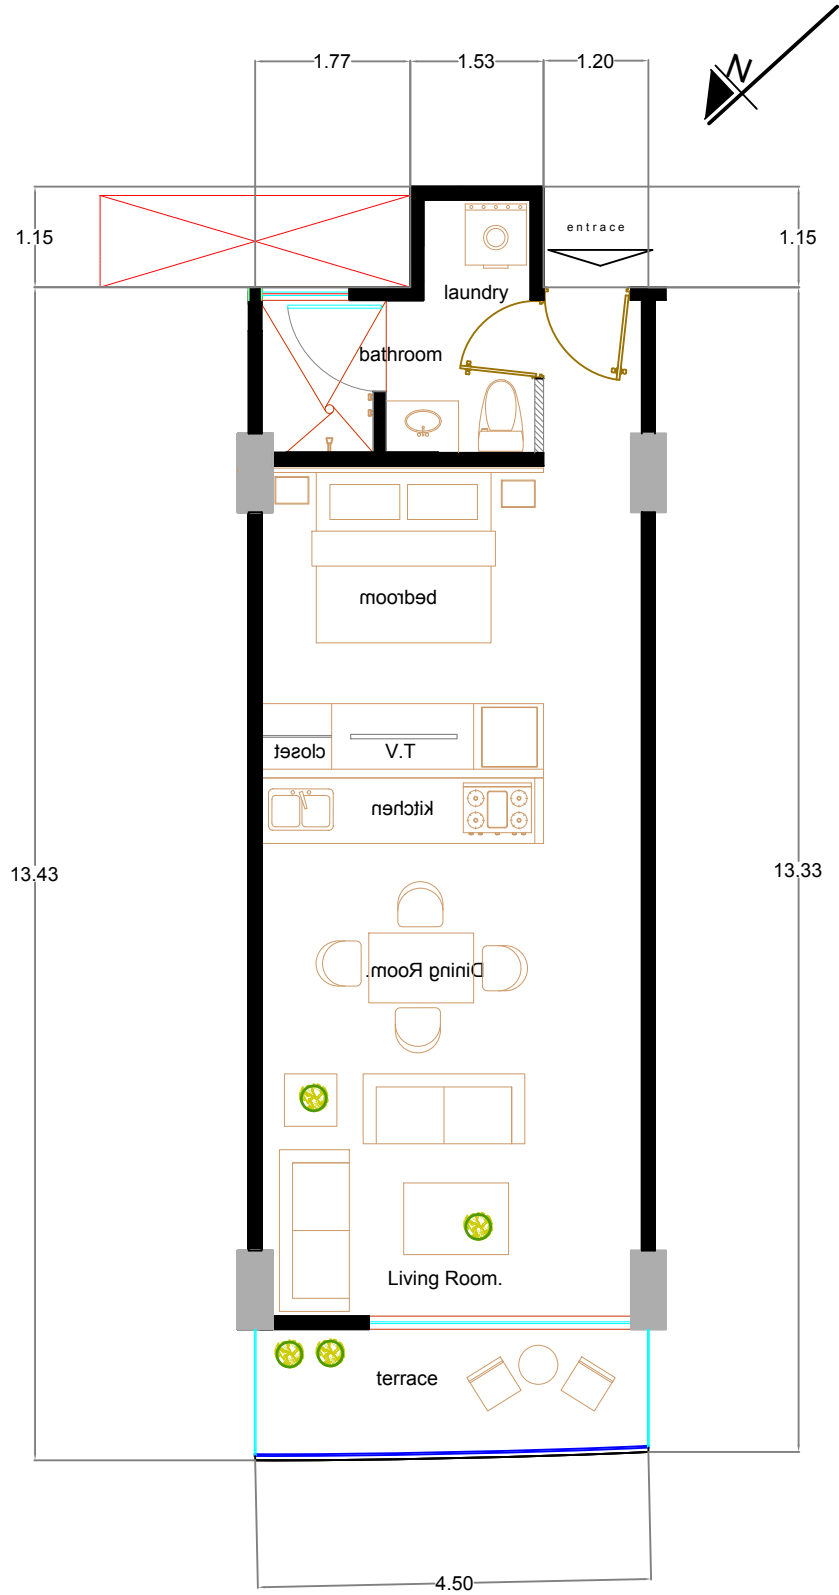 N
1.77
1.53
1.20
1.15
entrace
1.15
laundry
bathroom
bedroom
closet
T.V
kitchen
13.43
13.33
Dining Room.
Living Room.
terrace
4.50